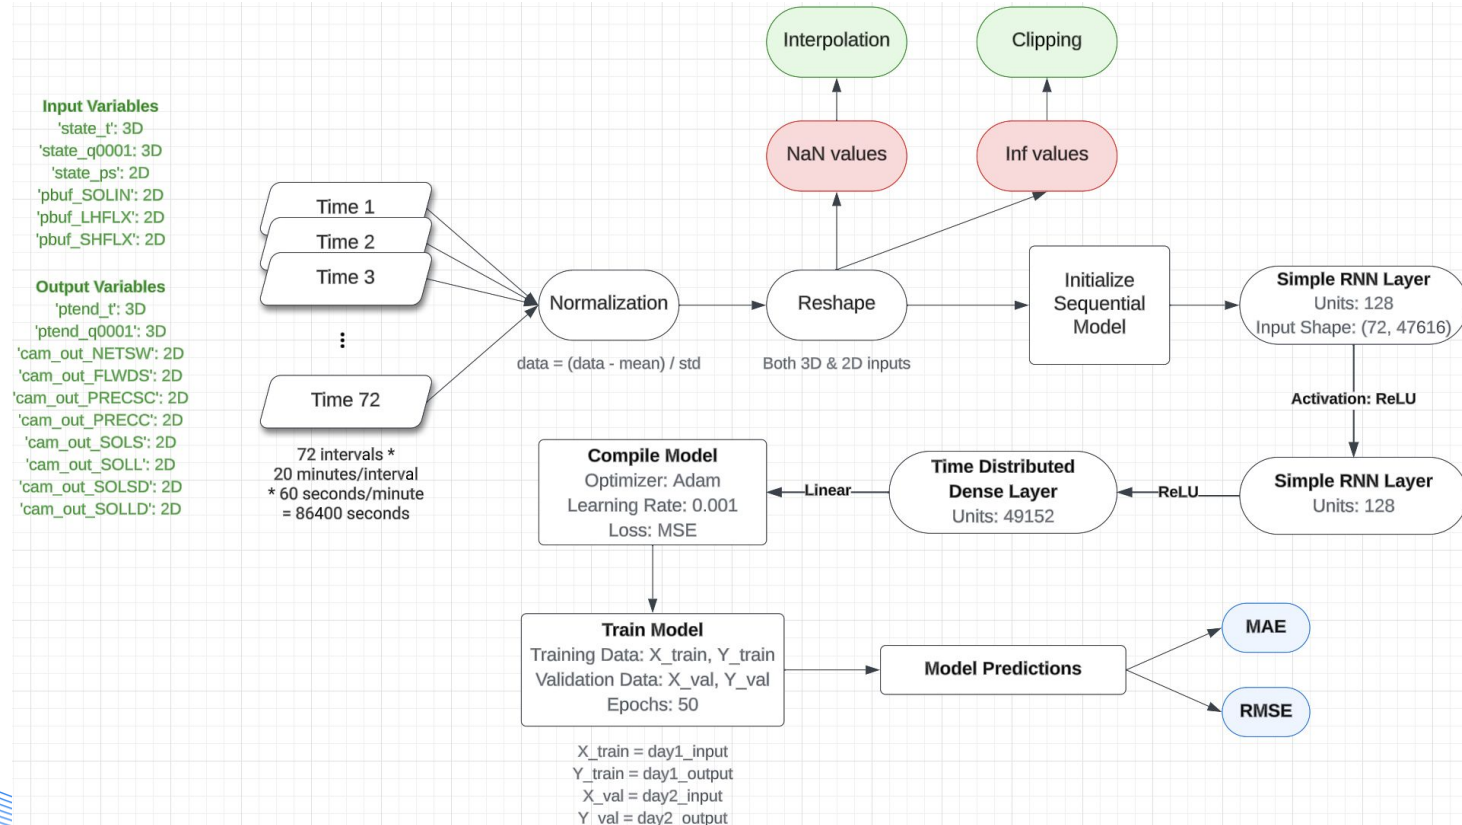 Input Variables
'state_t': 3D
'state_q0001: 3D
'state_ps': 2D
'pbuf_SOLIN': 2D
'pbuf_LHFLX': 2D
'pbuf_SHFLX': 2D
Output Variables
'ptend_t': 3D
'ptend_q0001': 3D
'cam_out_NETSW': 2D
'cam_out_FLWDS': 2D
'cam_out_PRECSC': 2D
'cam_out_PRECC': 2D
'cam_out_SOLS': 2D
'cam_out_SOLL': 2D
'cam_out_SOLSD': 2D
'cam_out_SOLLD': 2D
Time 1
Time 2
Time 3
Time 72
72 intervals *
20 minutes/interval
* 60 seconds/minute
= 86400 seconds
Normalization
data = (data - mean) / std
Interpolation
Clipping
NaN values
Inf values
Reshape
Both 3D & 2D inputs
Initialize
Sequential
Model
Simple RNN Layer
Units: 128
Input Shape: (72, 47616)
Activation: ReLU
Simple RNN Layer
Units: 128
ReLU
Time Distributed
Dense Layer
Units: 49152
Linear
Compile Model
Optimizer: Adam
Learning Rate: 0.001
Loss: MSE
Train Model
Training Data: X_train, Y_train
Validation Data: X_val, Y_val
Epochs: 50
X_train = day1_input
Y_train = day1_output
X_val = day2_input
Y_val = day2_output
Model Predictions
MAE
RMSE